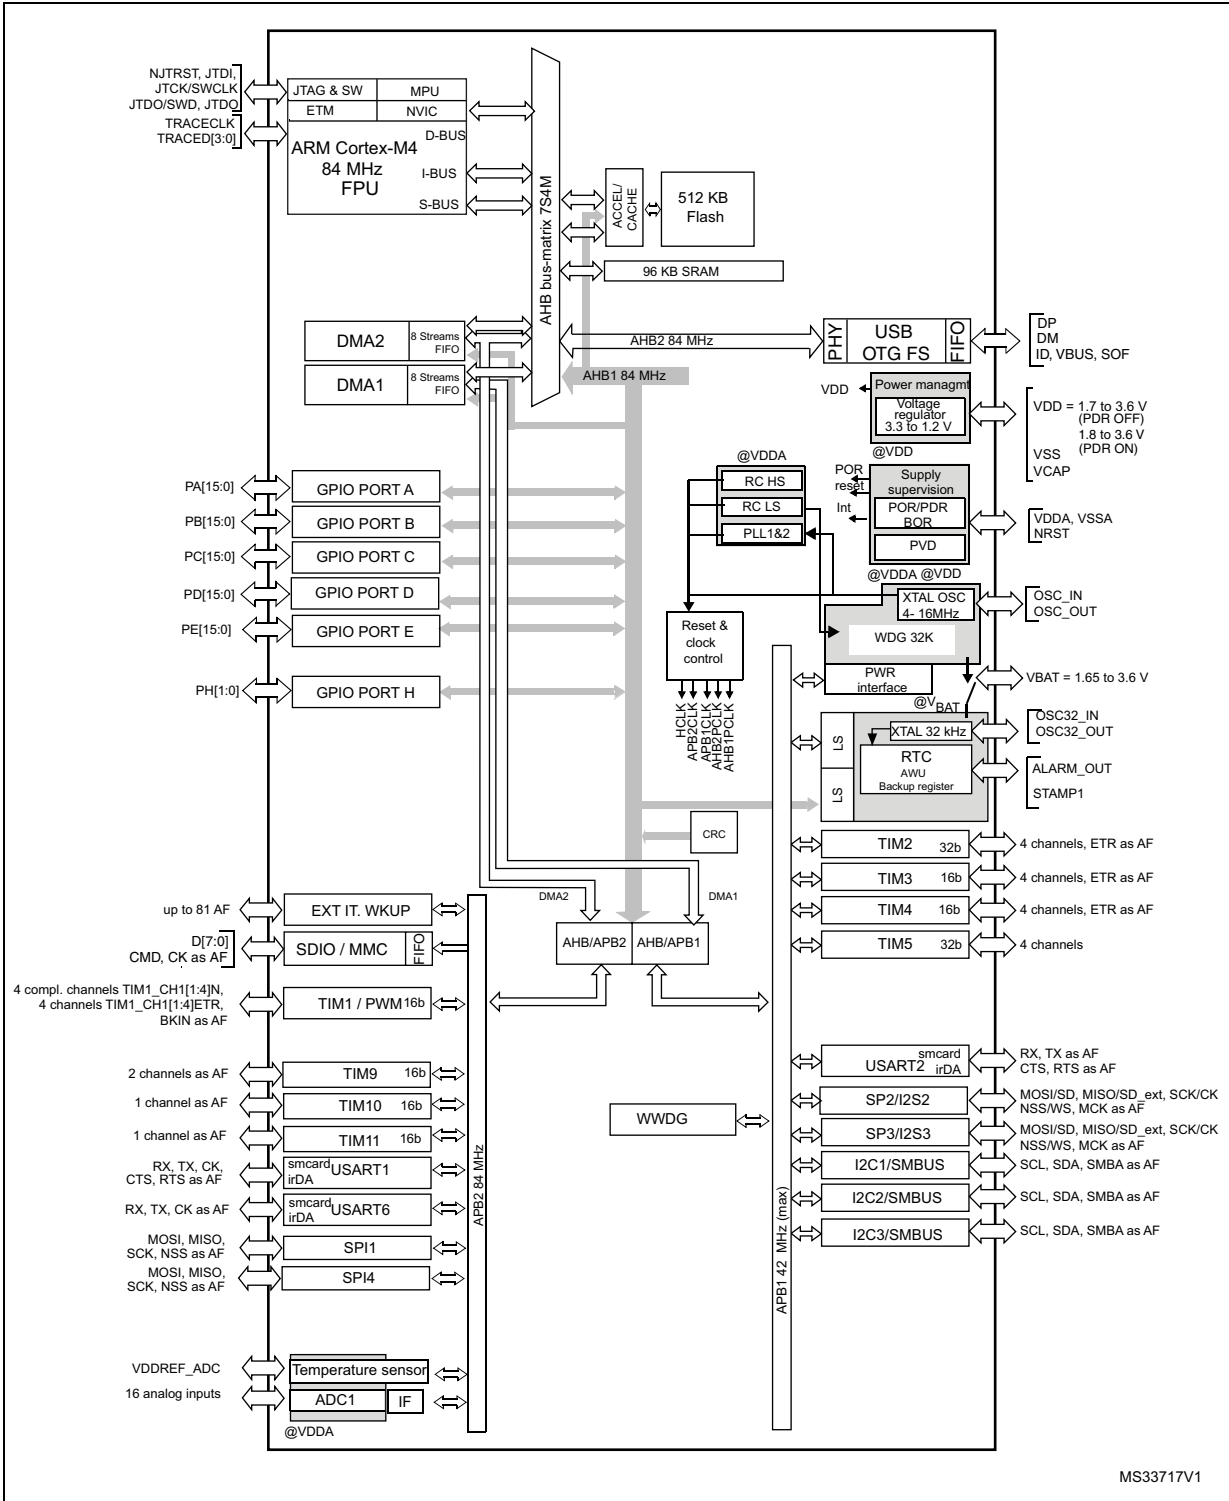 NJTRST, JTDI,
JTCK/SWCLK
JTDO/SWD, JTDO
TRACECLK
TRACED[3:0]
JTAG & SW
MPU
ETM
NVIC
ARM Cortex-M4
84 MHz
FPU
D-BUS
I-BUS
S-BUS
AHB bus-matrix 7S4M
ACCEL/
CACHE
512 KB
Flash
96 KB SRAM
DMA2
8 Streams
FIFO
DMA1
8 Streams
FIFO
AHB2 84 MHz
AHB1 84 MHz
PHY
USB
OTG FS
FIFO
DP
DM
ID, VBUS, SOF
VDD
Power managmt
Voltage
regulator
3.3 to 1.2 V
@VDD
VDD = 1.7 to 3.6 V
(PDR OFF)
1.8 to 3.6 V
(PDR ON)
VSS
VCAP
@VDDA
RC HS
RC LS
PLL1&2
POR
reset
Int
Supply
supervision
POR/PDR
BOR
PVD
@VDDA @VDD
VDDA, VSSA
NRST
PA[15:0]
GPIO PORT A
PB[15:0]
GPIO PORT B
PC[15:0]
GPIO PORT C
PD[15:0]
GPIO PORT D
PE[15:0]
GPIO PORT E
PH[1:0]
GPIO PORT H
XTAL OSC
4- 16MHz
WDG 32K
OSC_IN
OSC_OUT
Reset &
clock
control
HCLK
APB2CLK
APB1CLK
AHB2PCLK
AHB1PCLK
PWR
interface
VBAT = 1.65 to 3.6 V
@VBAT
LS
LS
XTAL 32 kHz
RTC
AWU
Backup register
OSC32_IN
OSC32_OUT
ALARM_OUT
STAMP1
CRC
DMA2
DMA1
AHB/APB2
AHB/APB1
TIM2
32b
4 channels, ETR as AF
TIM3
16b
4 channels, ETR as AF
TIM4
16b
4 channels, ETR as AF
TIM5
32b
4 channels
up to 81 AF
EXT IT. WKUP
D[7:0]
CMD, CK as AF
SDIO / MMC
FIFO
4 compl. channels TIM1_CH1[1:4]N,
4 channels TIM1_CH1[1:4]ETR,
BKIN as AF
TIM1 / PWM
16b
2 channels as AF
TIM9
16b
1 channel as AF
TIM10
16b
1 channel as AF
TIM11
16b
RX, TX, CK,
CTS, RTS as AF
smcard
irDA
USART1
RX, TX, CK as AF
smcard
irDA
USART6
MOSI, MISO,
SCK, NSS as AF
SPI1
MOSI, MISO,
SCK, NSS as AF
SPI4
VDDREF_ADC
Temperature sensor
16 analog inputs
ADC1
IF
@VDDA
APB2 84 MHz
WWDG
APB1 42 MHz (max)
USART2
smcard
irDA
RX, TX as AF
CTS, RTS as AF
SP2/I2S2
MOSI/SD, MISO/SD_ext, SCK/CK
NSS/WS, MCK as AF
SP3/I2S3
MOSI/SD, MISO/SD_ext, SCK/CK
NSS/WS, MCK as AF
I2C1/SMBUS
SCL, SDA, SMBA as AF
I2C2/SMBUS
SCL, SDA, SMBA as AF
I2C3/SMBUS
SCL, SDA, SMBA as AF
MS33717V1